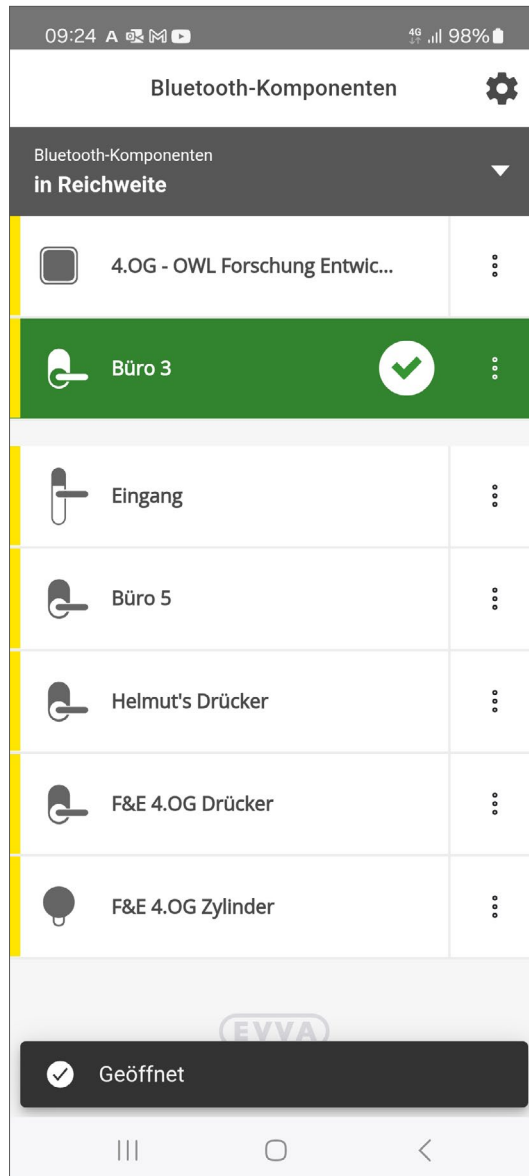 09:24 A
4G 98%
Bluetooth-Komponenten
Bluetooth-Komponenten
in Reichweite
4.OG - OWL Forschung Entwic...
Büro 3
Eingang
Büro 5
Helmut's Drücker
F&E 4.OG Drücker
F&E 4.OG Zylinder
EVVA
Geöffnet